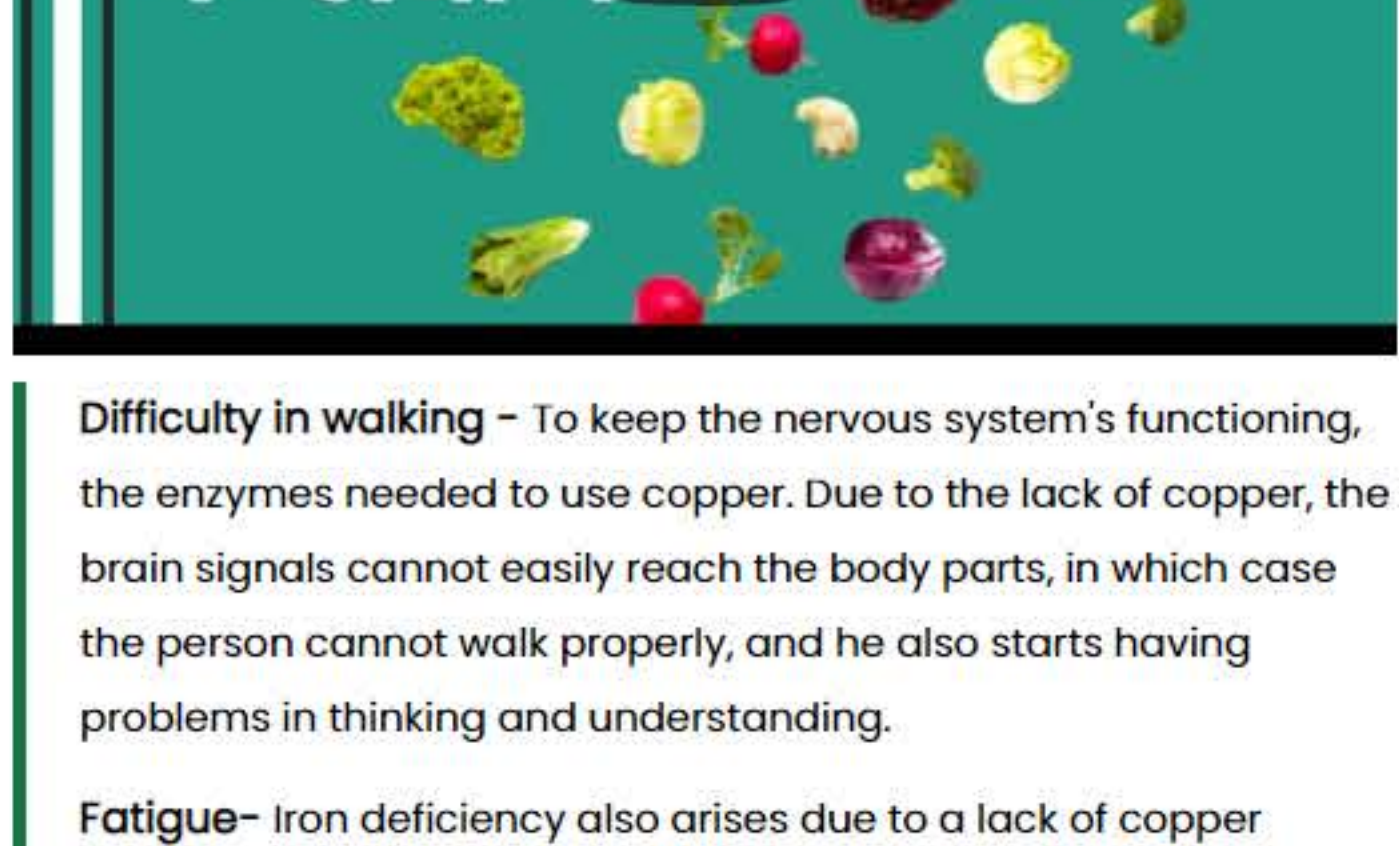 Difficulty in walking - To keep the nervous system's functioning,
the enzymes needed to use copper. Due to the lack of copper, the
brain signals cannot easily reach the body parts, in which case
the person cannot walk properly, and he also starts having
problems in thinking and understanding.
Fatigue- Iron deficiency also arises due to a lack of copper